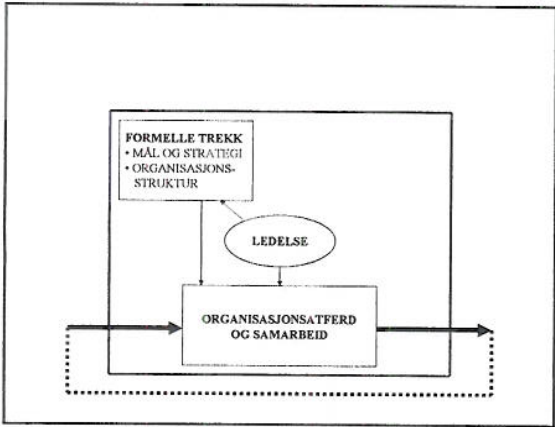 FORMELLE TREKK
• MÅL OG STRATEGI
• ORGANISASJONS-
STRUKTUR
LEDELSE
ORGANISASJONSATFERD
OG SAMARBEID